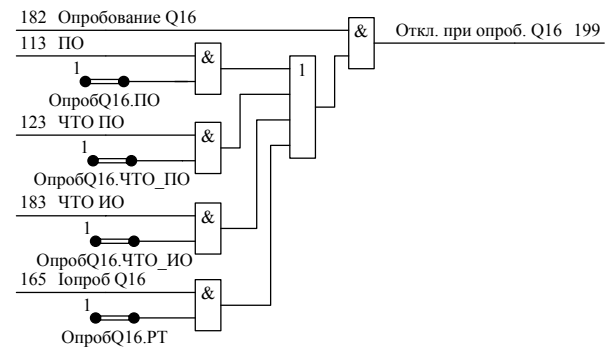 182 Опробование Q16
&
Откл. при опроб. Q16 199
113 ПО
&
1
1
ОпробQ16.ПО
123 ЧТО ПО
&
1
ОпробQ16.ЧТО_ПО
183 ЧТО ИО
&
1
ОпробQ16.ЧТО_ИО
165 Iопроб Q16
&
1
ОпробQ16.РТ